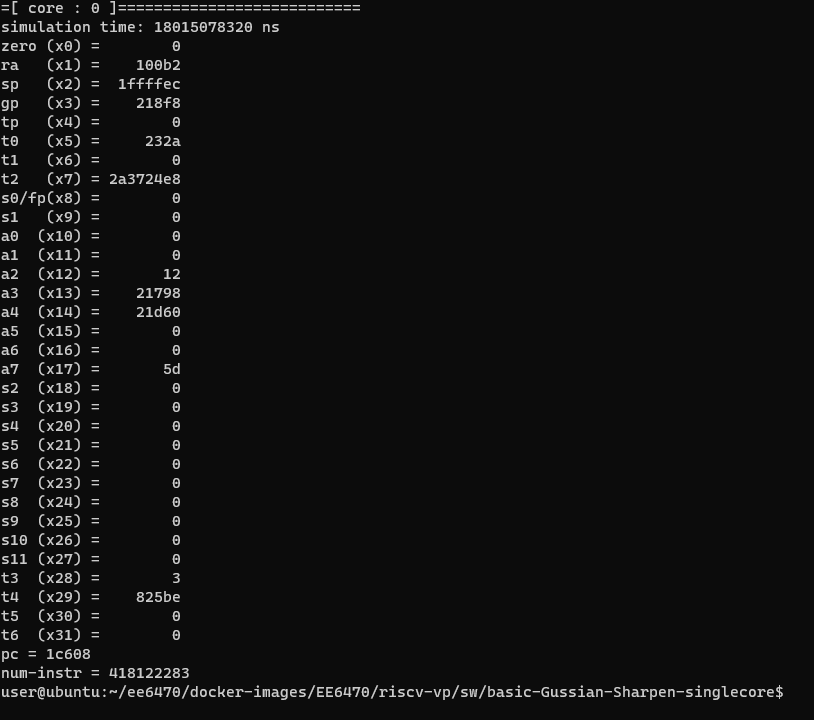 =[ core : 0 ]===========================
simulation time: 18015078320 ns
zero (x0) =        0
ra   (x1) =    100b2
sp   (x2) =  1ffffec
gp   (x3) =    218f8
tp   (x4) =        0
t0   (x5) =     232a
t1   (x6) =        0
t2   (x7) = 2a3724e8
s0/fp(x8) =        0
s1   (x9) =        0
a0  (x10) =        0
a1  (x11) =        0
a2  (x12) =       12
a3  (x13) =    21798
a4  (x14) =    21d60
a5  (x15) =        0
a6  (x16) =        0
a7  (x17) =       5d
s2  (x18) =        0
s3  (x19) =        0
s4  (x20) =        0
s5  (x21) =        0
s6  (x22) =        0
s7  (x23) =        0
s8  (x24) =        0
s9  (x25) =        0
s10 (x26) =        0
s11 (x27) =        0
t3  (x28) =        3
t4  (x29) =    825be
t5  (x30) =        0
t6  (x31) =        0
pc = 1c608
num-instr = 418122283
user@ubuntu:~/ee6470/docker-images/EE6470/riscv-vp/sw/basic-Gussian-Sharpen-singlecore$